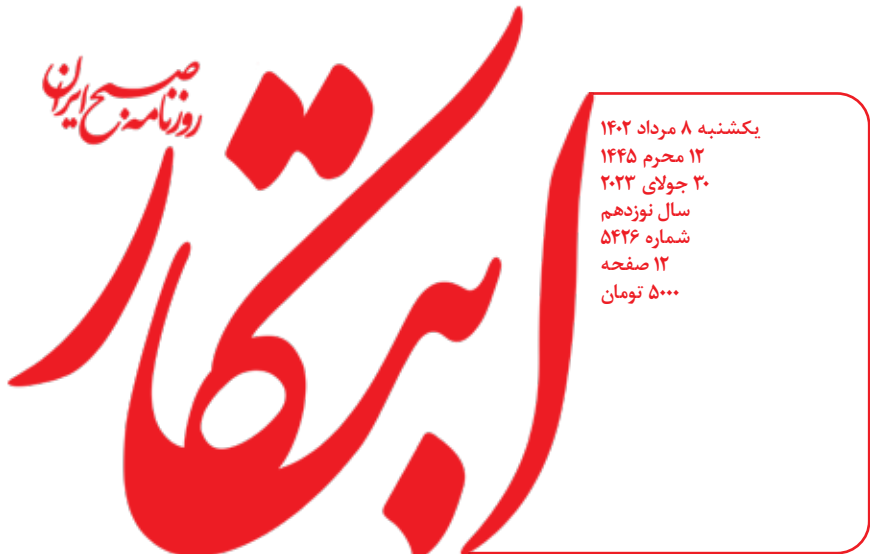 ابتکار
روزنامه صبح ایران
یکشنبه ۸ مرداد ۱۴۰۲
۱۲ محرم ۱۴۴۵
۳۰ جولای ۲۰۲۳
سال نوزدهم
شماره ۵۴۲۶
۱۲ صفحه
۵۰۰۰ تومان